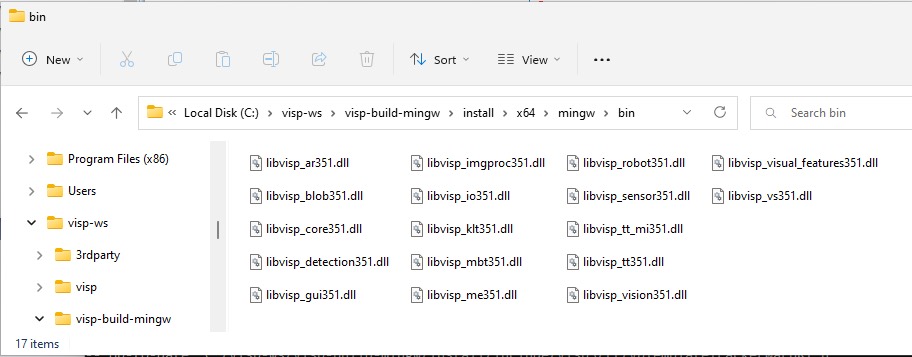 bin
New
Sort
View
Local Disk (C:) visp-ws visp-build-mingw install x64 mingw bin
Search bin
Program Files (x86)
Users
visp-ws
3rdparty
visp
visp-build-mingw
libvisp_ar351.dll
libvisp_blob351.dll
libvisp_core351.dll
libvisp_detection351.dll
libvisp_gui351.dll
libvisp_imgproc351.dll
libvisp_io351.dll
libvisp_klt351.dll
libvisp_mbt351.dll
libvisp_me351.dll
libvisp_robot351.dll
libvisp_sensor351.dll
libvisp_tt_mi351.dll
libvisp_tt351.dll
libvisp_vision351.dll
libvisp_visual_features351.dll
libvisp_vs351.dll
17 items